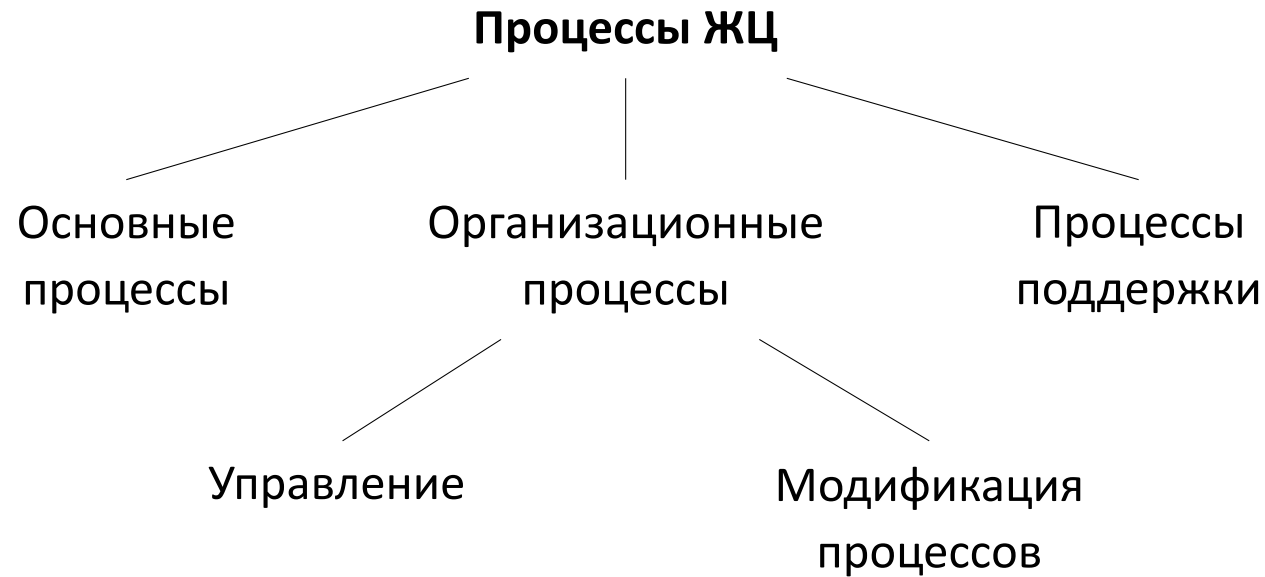 Процессы ЖЦ
Основные
процессы
Организационные
процессы
Процессы
поддержки
Управление
Модификация
процессов